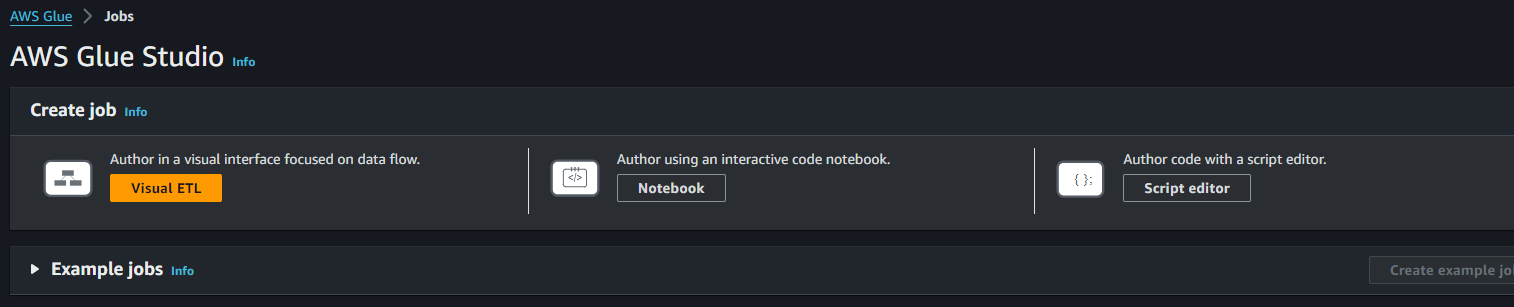 AWS Glue > Jobs
AWS Glue Studio Info
Create job Info
Author in a visual interface focused on data flow.
Visual ETL
Author using an interactive code notebook.
</>
Notebook
Author code with a script editor.
{ };
Script editor
Example jobs Info
Create example